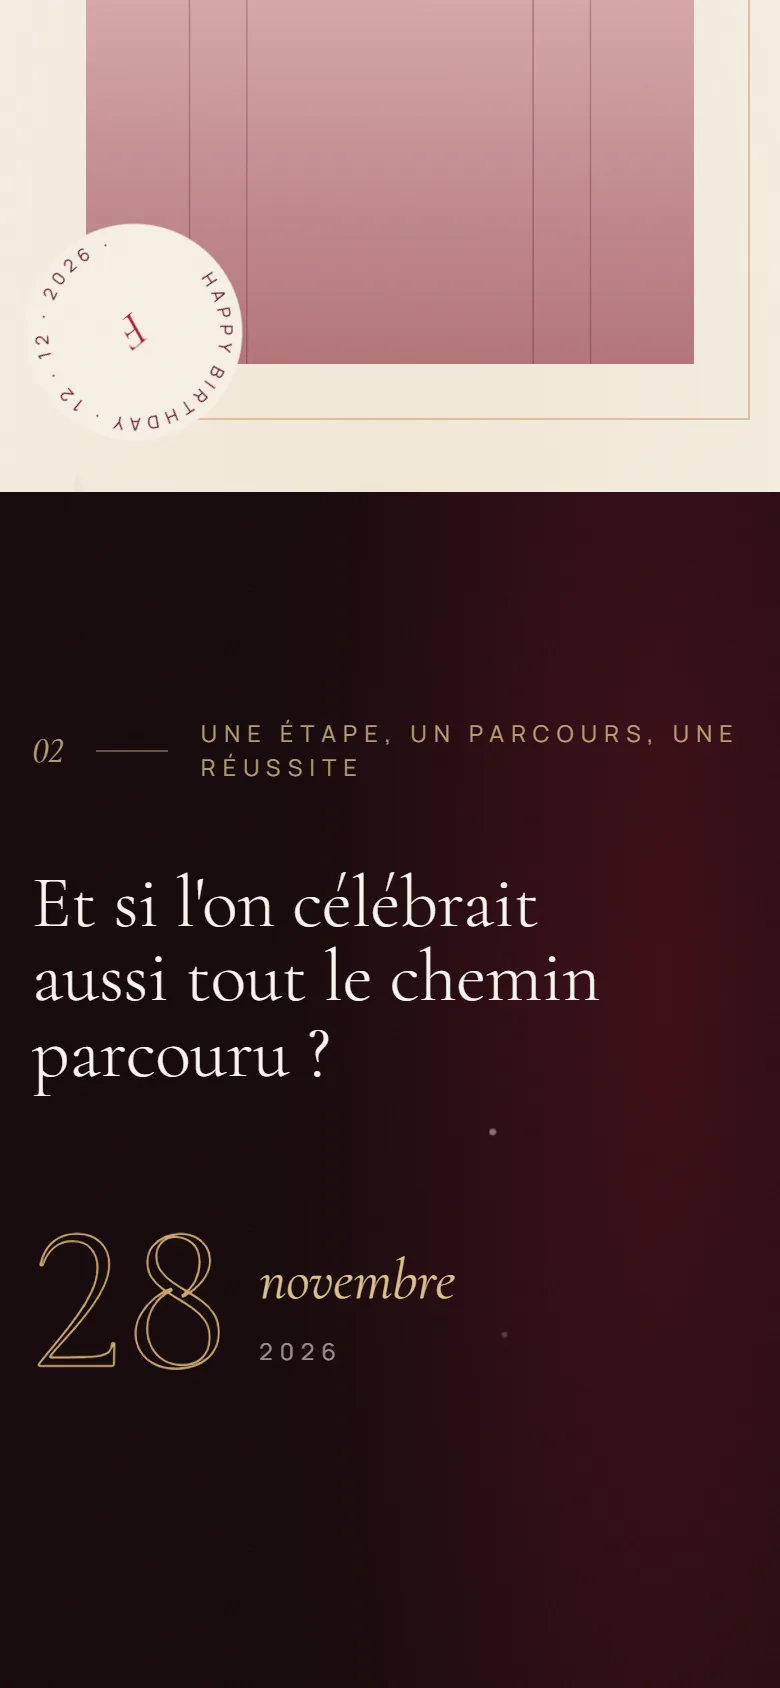 HAPPY BIRTHDAY · 12 · 12 · 2026 ·
F
02
UNE ÉTAPE, UN PARCOURS, UNE
RÉUSSITE
Et si l'on célébrait
aussi tout le chemin
parcouru ?
28
novembre
2026